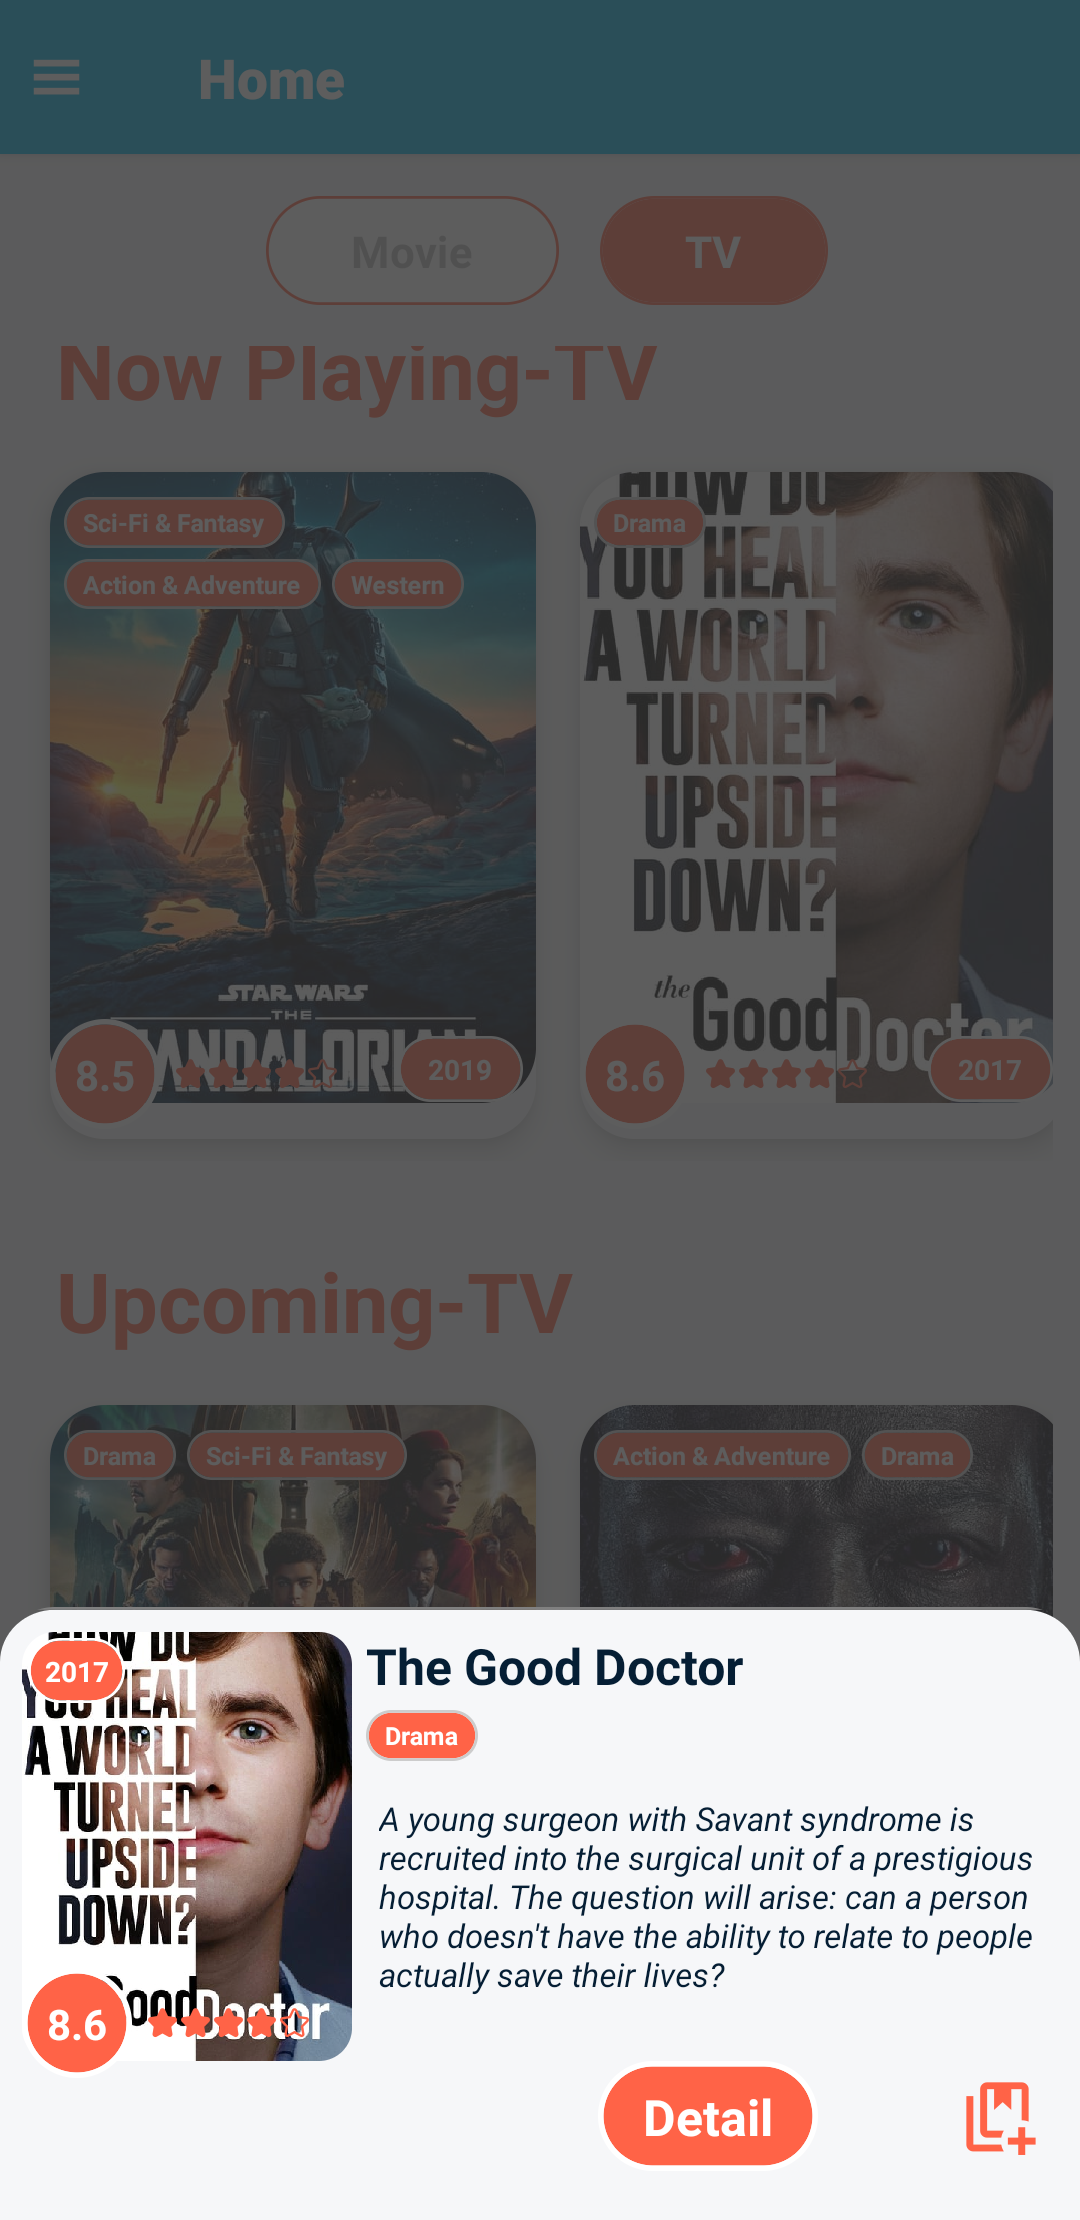 Home
Movie
TV
Now Playing-TV
Sci-Fi & Fantasy
Action & Adventure
Western
STAR WARS
THE
MANDALORIAN
8.5
2019
Drama
HOW DO
YOU HEAL
A WORLD
TURNED
UPSIDE
DOWN?
the Good Doctor
8.6
2017
Upcoming-TV
Drama
Sci-Fi & Fantasy
Action & Adventure
Drama
2017
HOW DO
YOU HEAL
A WORLD
TURNED
UPSIDE
DOWN?
Good Doctor
8.6
The Good Doctor
Drama
A young surgeon with Savant syndrome is
recruited into the surgical unit of a prestigious
hospital. The question will arise: can a person
who doesn't have the ability to relate to people
actually save their lives?
Detail